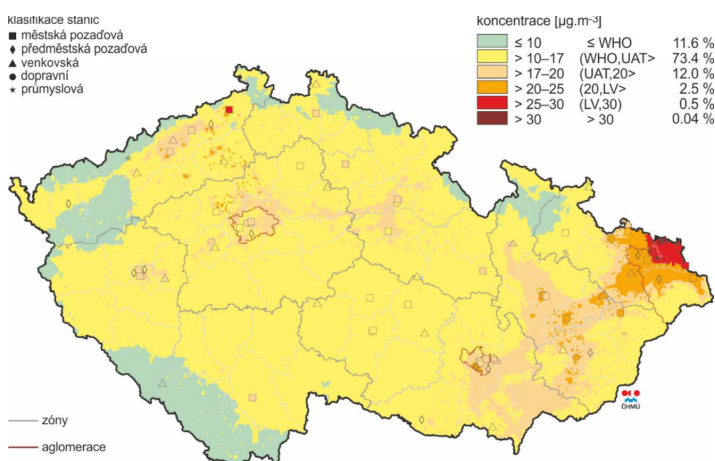 klasifikace stanic
městská pozaďová
předměstská pozaďová
venkovská
dopravní
průmyslová
koncentrace [µg.m-³]
≤ 10 ≤ WHO 11.6 %
> 10–17 (WHO,UAT> 73.4 %
> 17–20 (UAT,20> 12.0 %
> 20–25 (20,LV> 2.5 %
> 25–30 (LV,30) 0.5 %
> 30 > 30 0.04 %
ČHMÚ
zóny
aglomerace